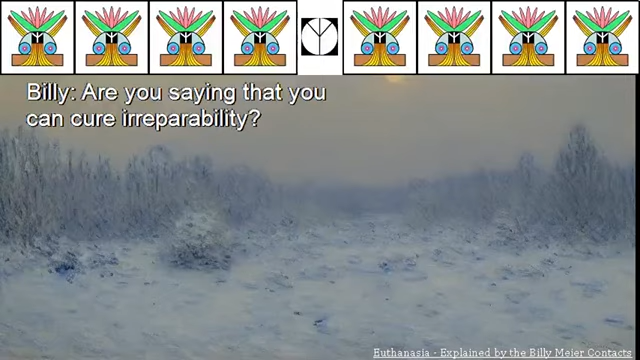 Billy: Are you saying that you
can cure irreparability?
Euthanasia - Explained by the Billy Meier Contacts